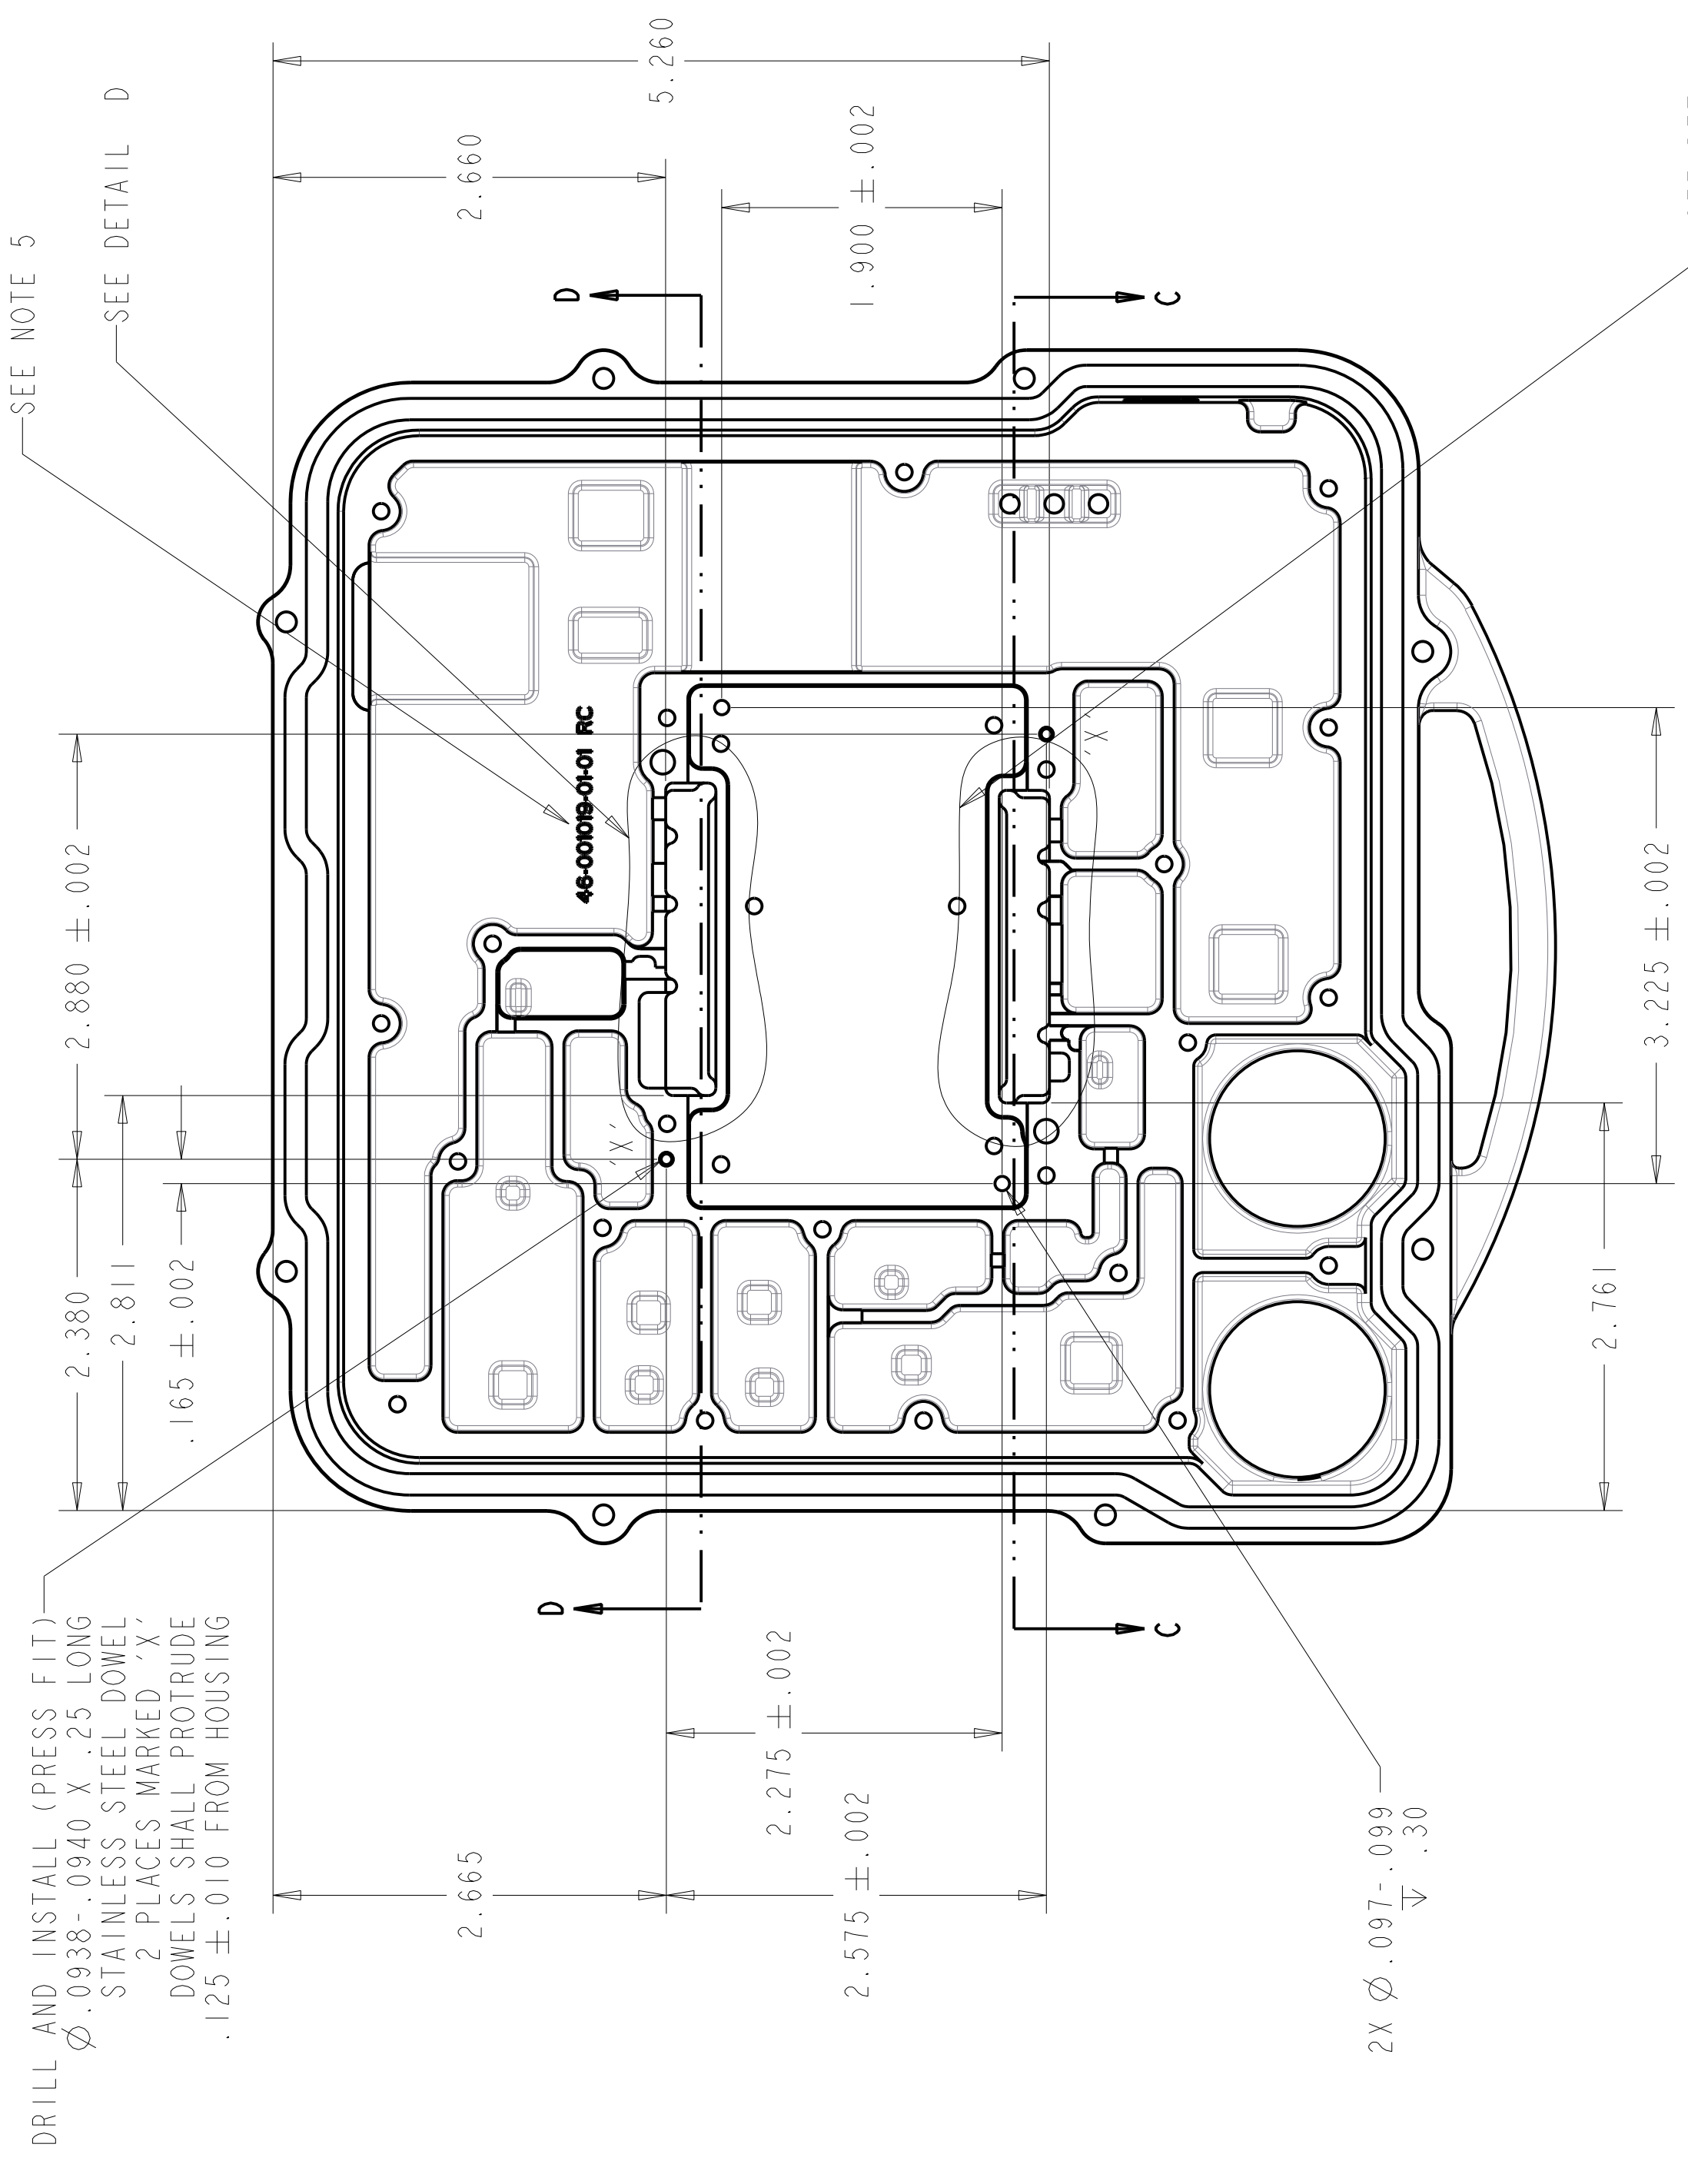 SEE NOTE 5
SEE DETAIL D
5.260
2.660
1.900 ±.002
D
C
46-001019-01-01 RC
'X'
'X'
2.880 ±.002
2.380
2.811
.165 ±.002
3.225 ±.002
2.761
D
C
DRILL AND INSTALL (PRESS FIT)
Ø.0938-.0940 X .25 LONG
STAINLESS STEEL DOWEL
2 PLACES MARKED 'X'
DOWELS SHALL PROTRUDE
.125 ±.010 FROM HOUSING
2.275 ±.002
2.665
2.575 ±.002
2X Ø.097-.099
↧ .30